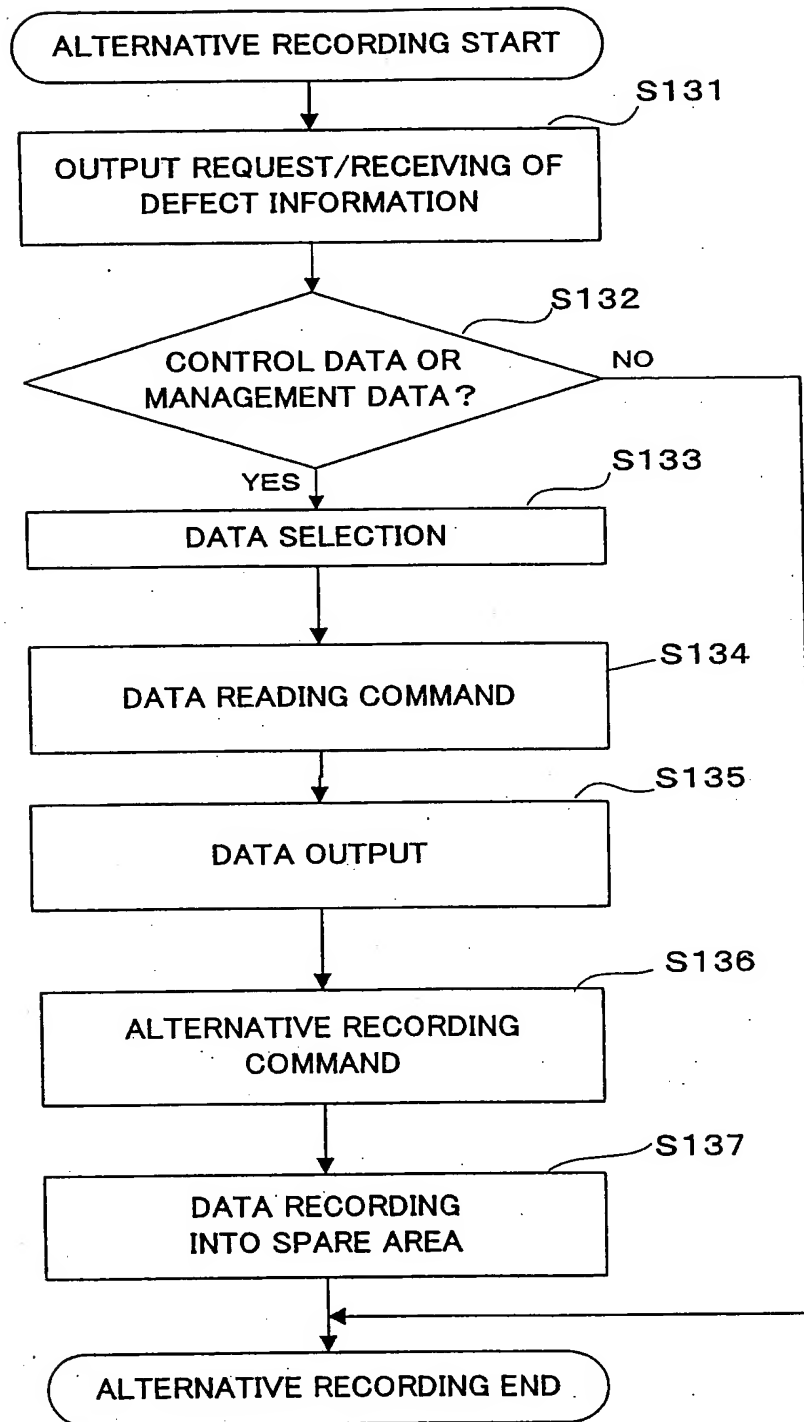 ALTERNATIVE RECORDING START
S131
OUTPUT REQUEST/RECEIVING OF
DEFECT INFORMATION
S132
CONTROL DATA OR
MANAGEMENT DATA?
NO
YES
S133
DATA SELECTION
S134
DATA READING COMMAND
S135
DATA OUTPUT
S136
ALTERNATIVE RECORDING
COMMAND
S137
DATA RECORDING
INTO SPARE AREA
ALTERNATIVE RECORDING END